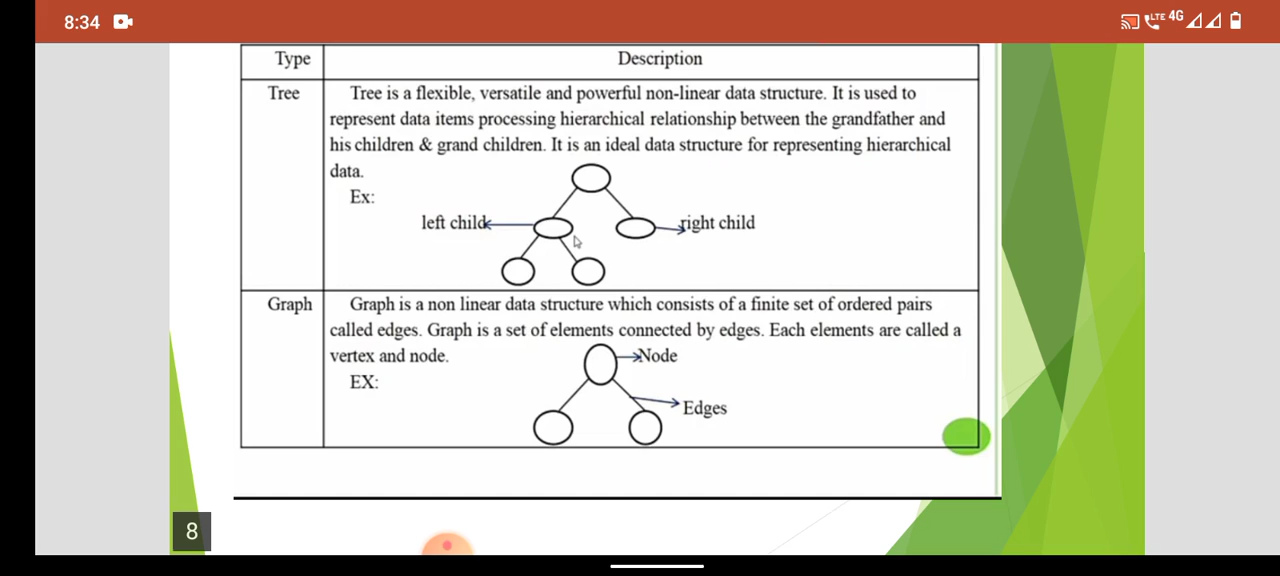 8:34
LTE 4G
Type Description
Tree Tree is a flexible, versatile and powerful non-linear data structure. It is used to
represent data items processing hierarchical relationship between the grandfather and
his children & grand children. It is an ideal data structure for representing hierarchical
data.
Ex:
left child right child
Graph Graph is a non linear data structure which consists of a finite set of ordered pairs
called edges. Graph is a set of elements connected by edges. Each elements are called a
vertex and node. Node
EX:
Edges
8